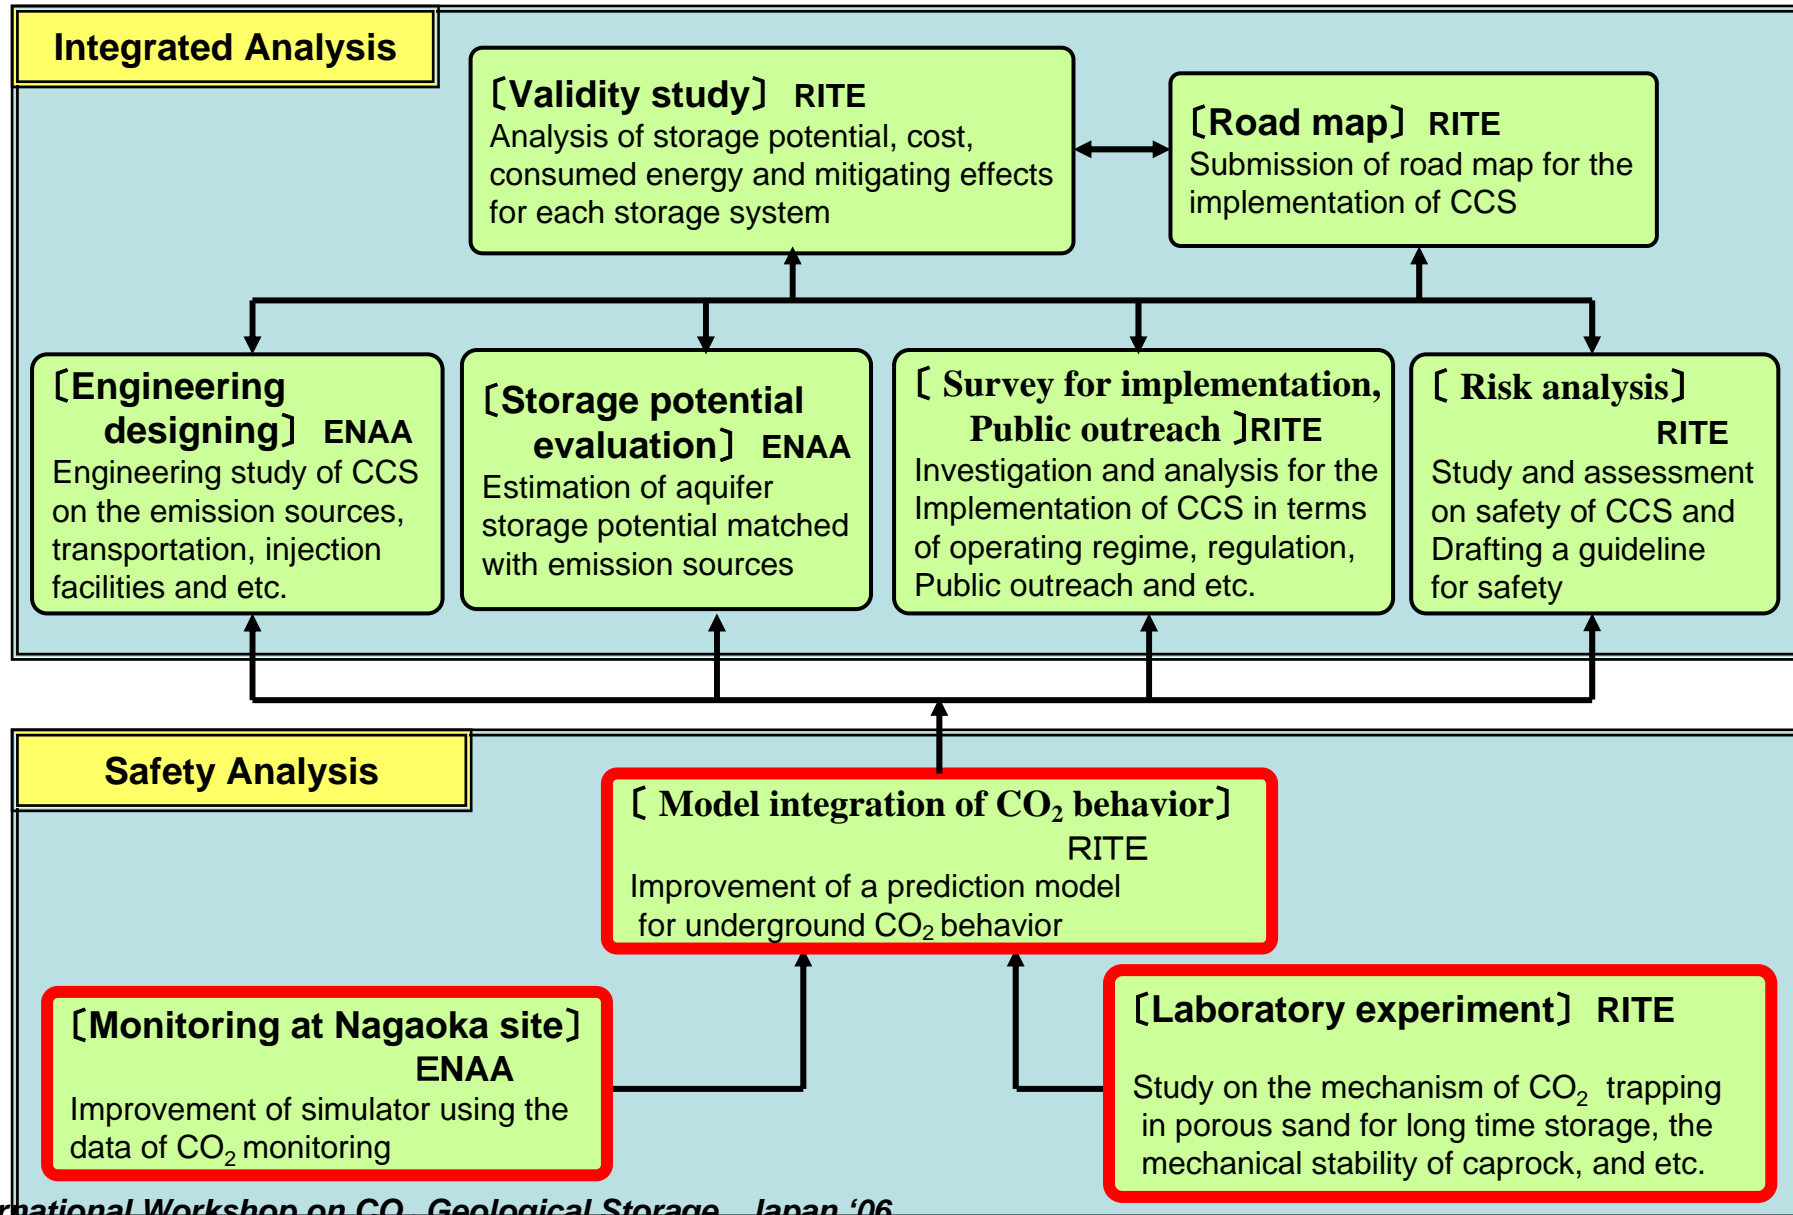 Integrated Analysis
〔Validity study〕 RITE
Analysis of storage potential, cost,
consumed energy and mitigating effects
for each storage system
〔Road map〕 RITE
Submission of road map for the
implementation of CCS
〔Engineering
designing〕 ENAA
Engineering study of CCS
on the emission sources,
transportation, injection
facilities and etc.
〔Storage potential
evaluation〕 ENAA
Estimation of aquifer
storage potential matched
with emission sources
〔 Survey for implementation,
Public outreach 〕RITE
Investigation and analysis for the
Implementation of CCS in terms
of operating regime, regulation,
Public outreach and etc.
〔 Risk analysis〕
RITE
Study and assessment
on safety of CCS and
Drafting a guideline
for safety
Safety Analysis
〔 Model integration of CO₂ behavior〕
RITE
Improvement of a prediction model
for underground CO₂ behavior
〔Monitoring at Nagaoka site〕
ENAA
Improvement of simulator using the
data of CO₂ monitoring
〔Laboratory experiment〕 RITE
Study on the mechanism of CO₂ trapping
in porous sand for long time storage, the
mechanical stability of caprock, and etc.
Workshop on CO₂ Geological Storage, Japan ‘06